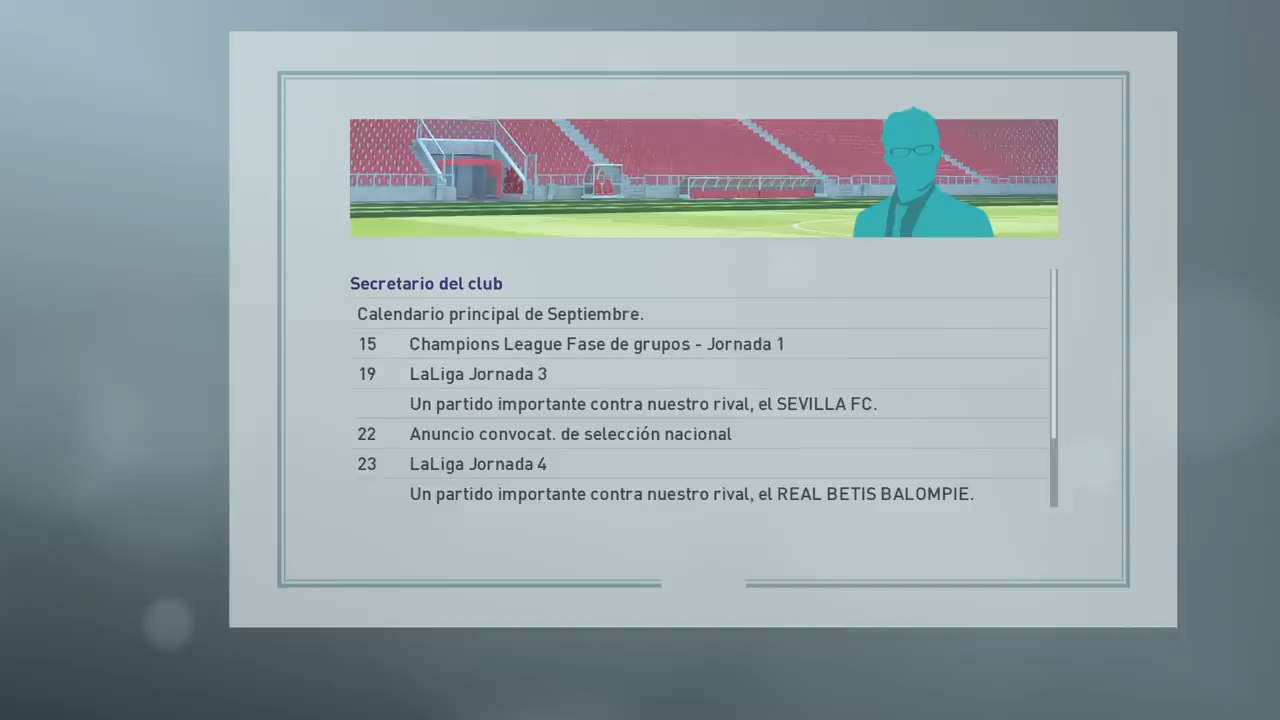 Secretario del club
Calendario principal de Septiembre.
15 Champions League Fase de grupos - Jornada 1
19 LaLiga Jornada 3
Un partido importante contra nuestro rival, el SEVILLA FC.
22 Anuncio convocat. de selección nacional
23 LaLiga Jornada 4
Un partido importante contra nuestro rival, el REAL BETIS BALOMPIE.